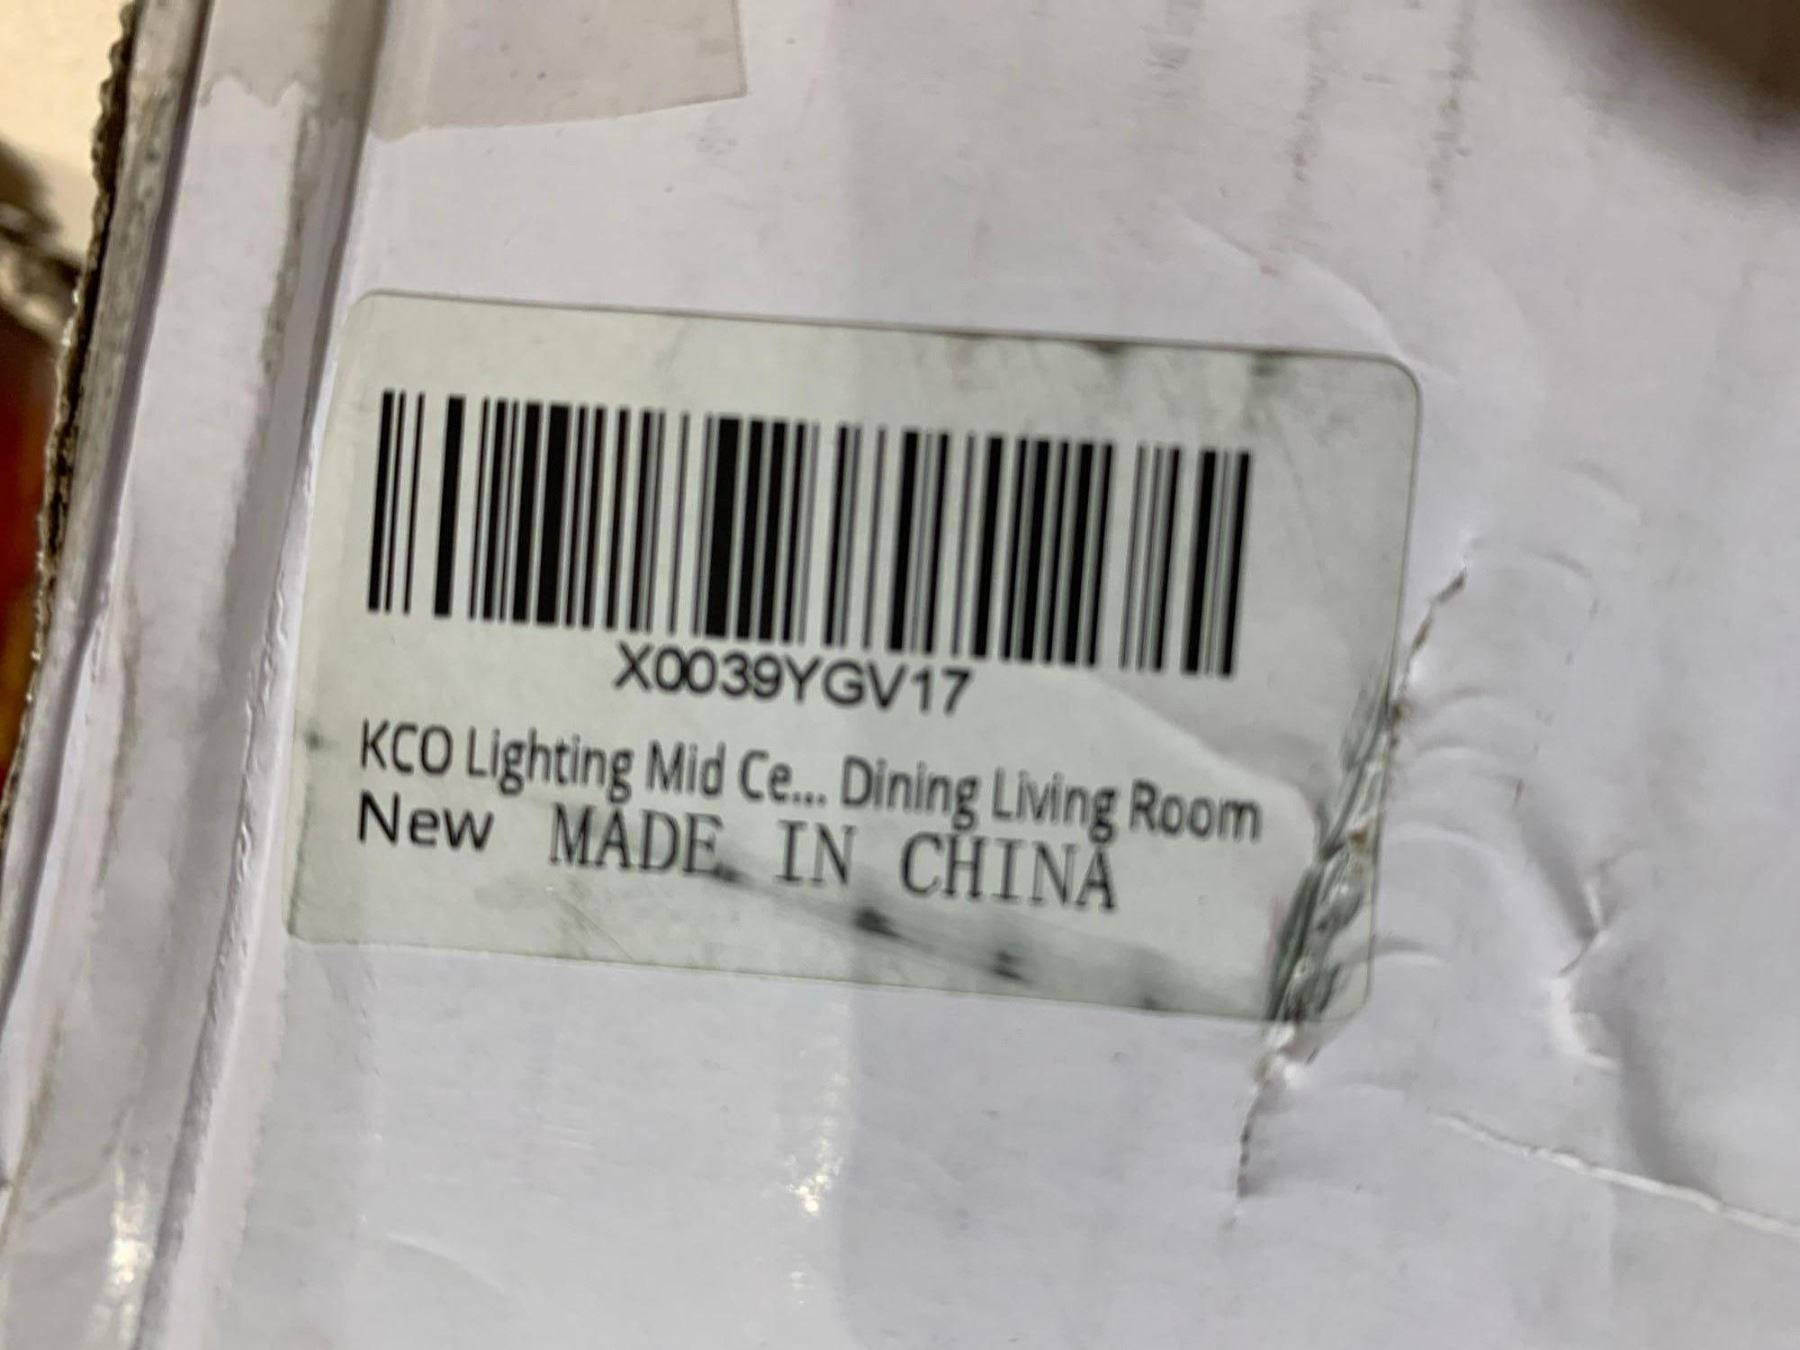 X0039YGV17
KCO Lighting Mid Ce... Dining Living Room
New MADE IN CHINA